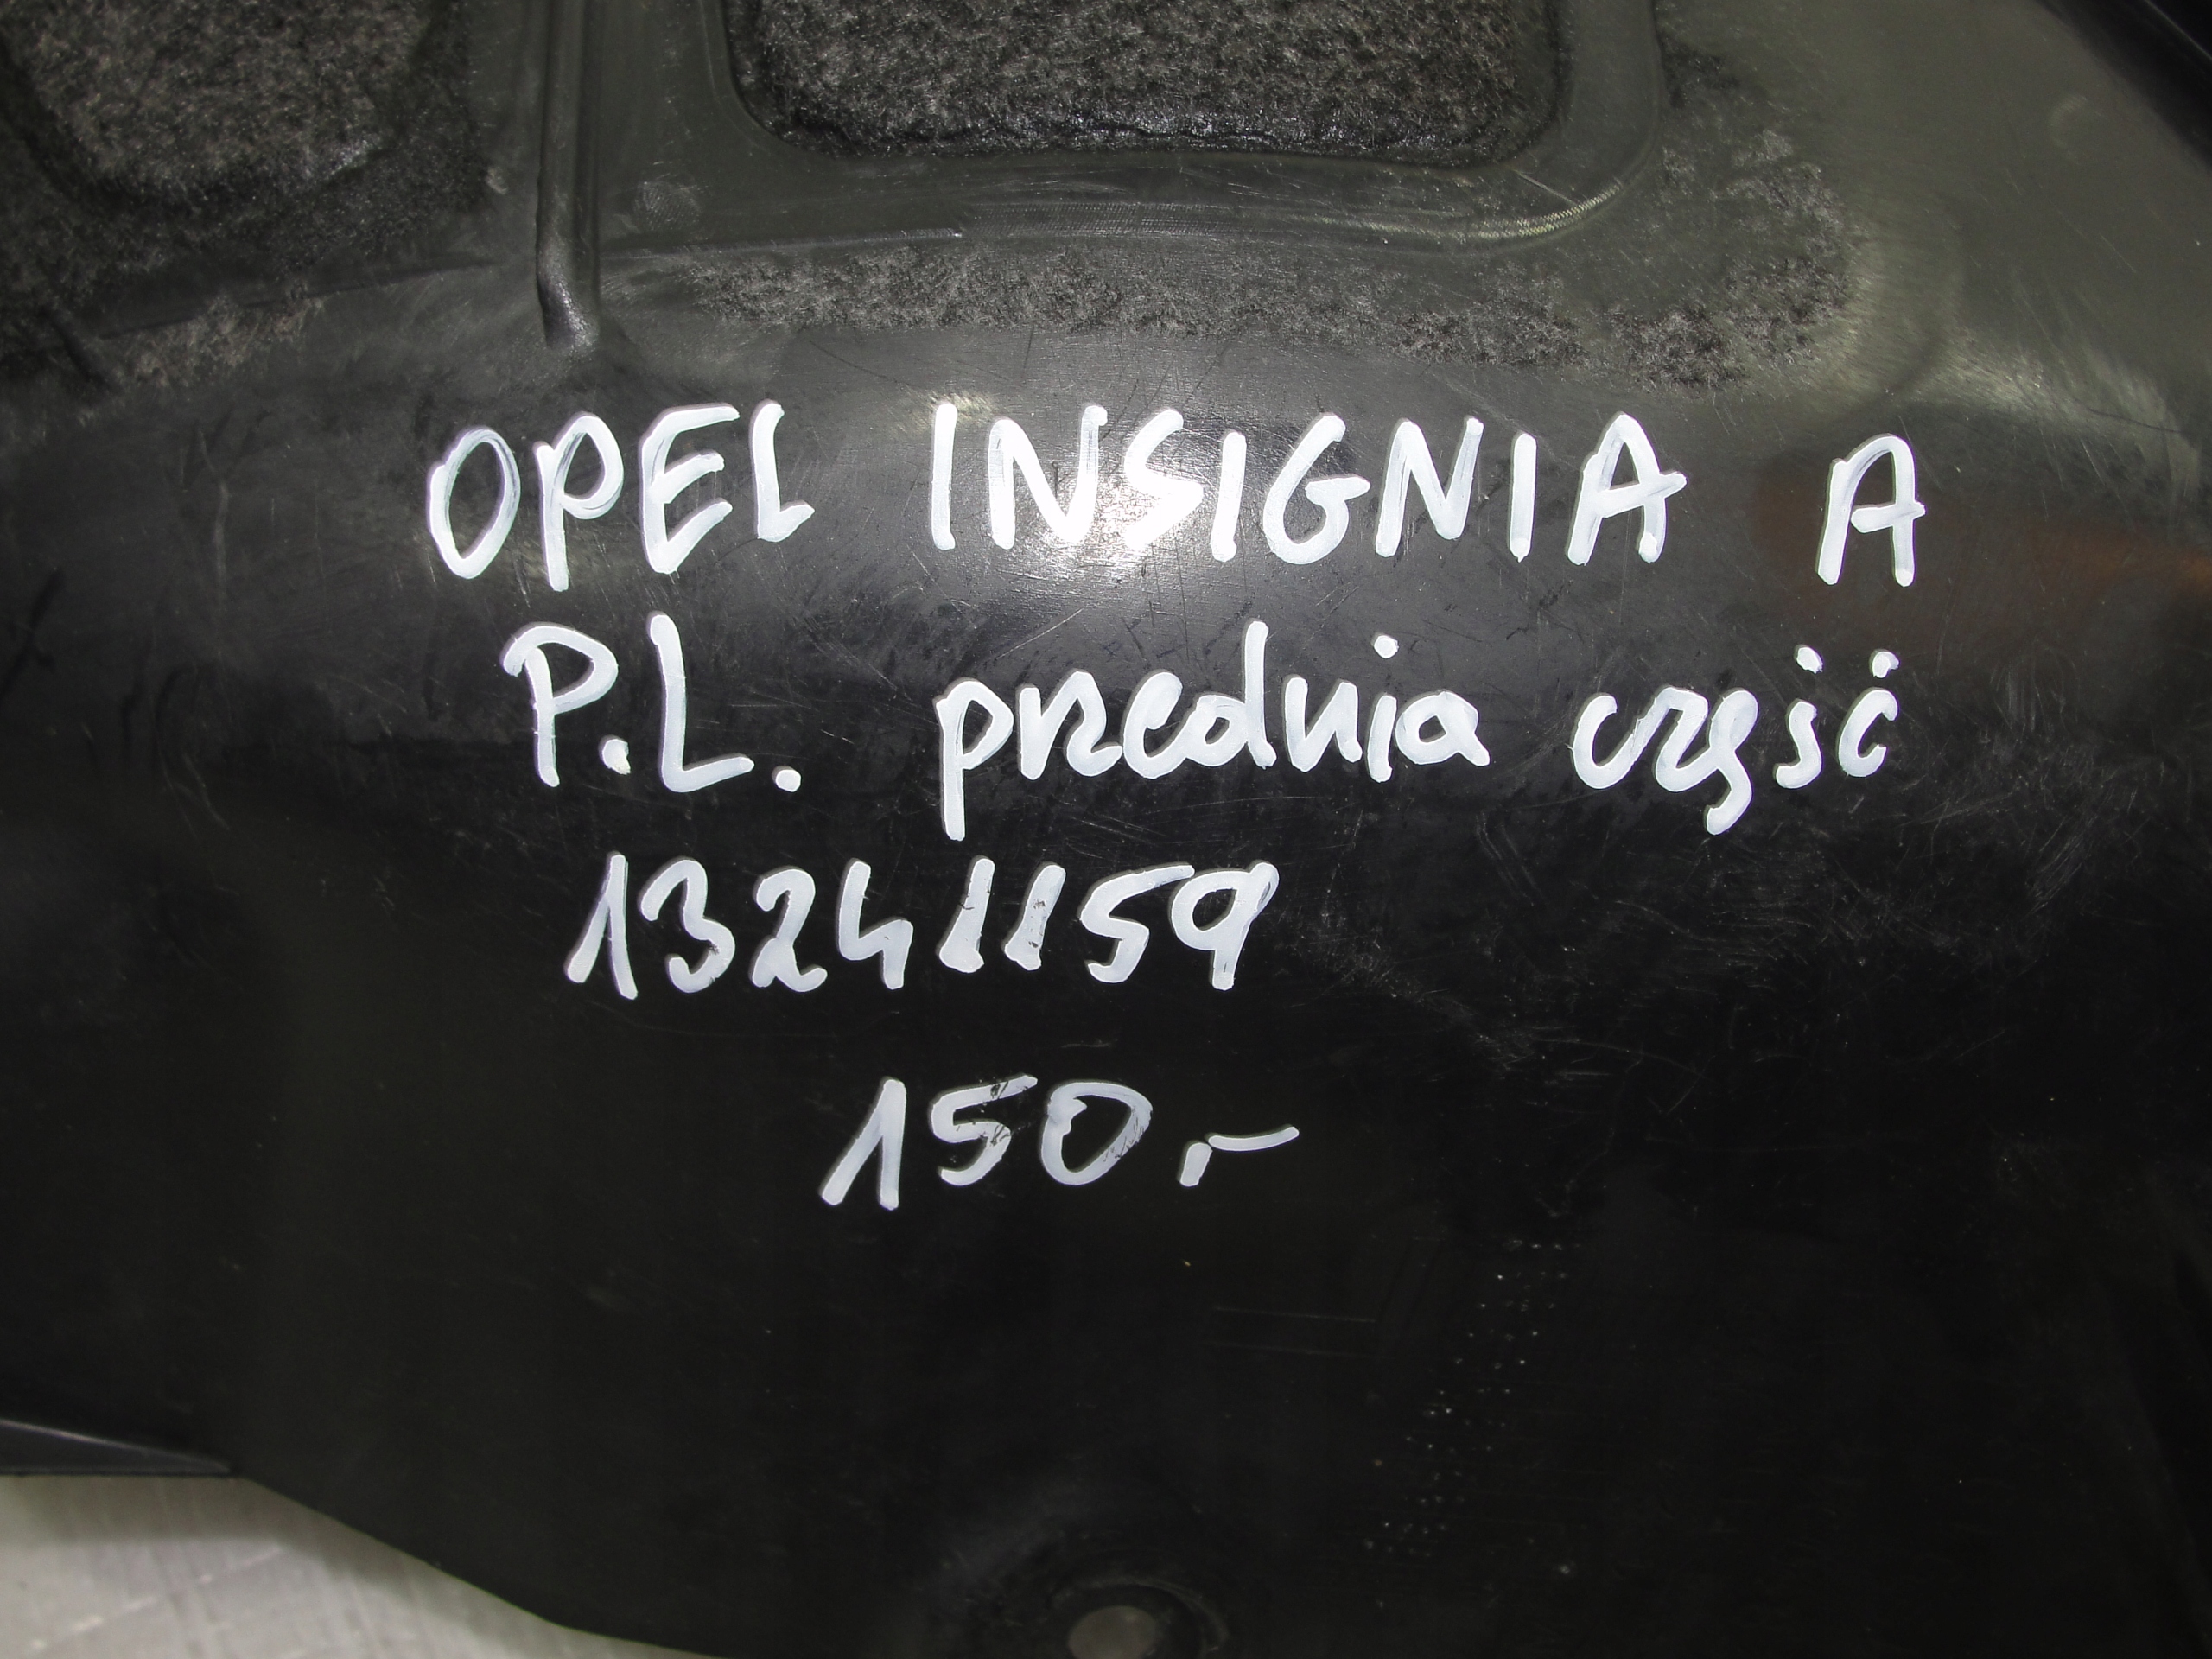 OPEL INSIGNIA A
P.L. przednia część
13241159
150,-